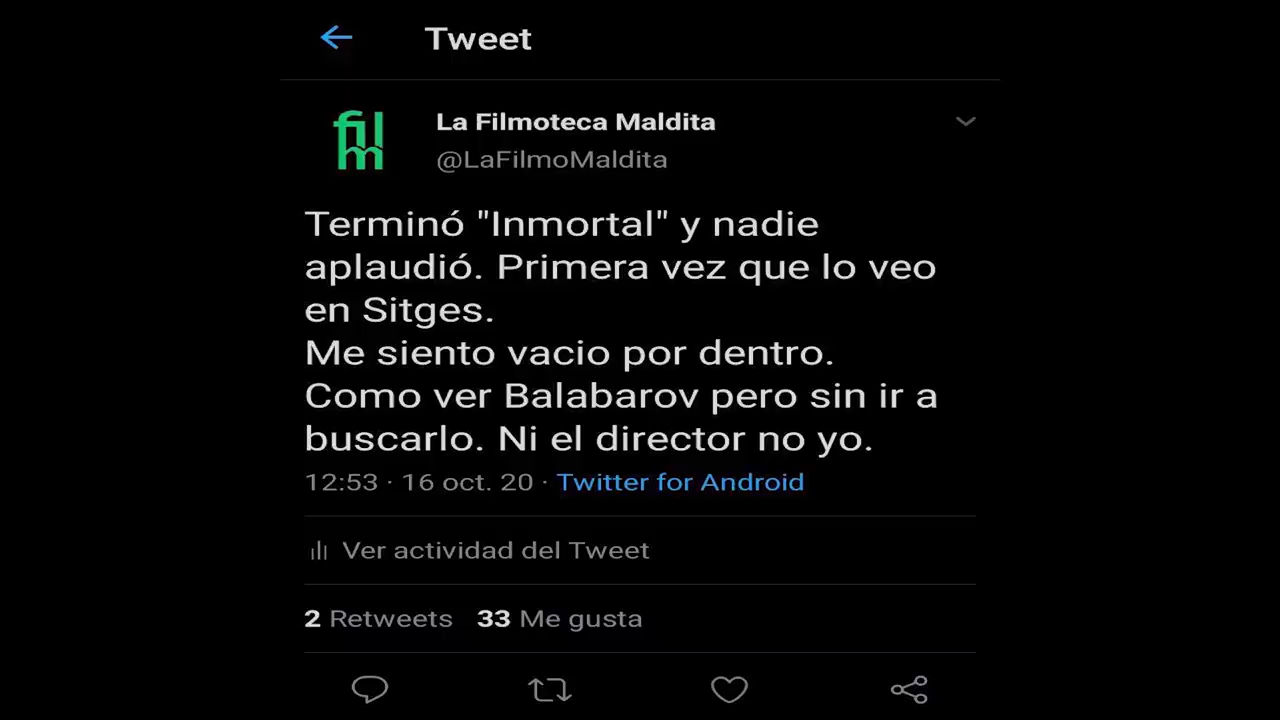 Tweet
film
La Filmoteca Maldita
@LaFilmoMaldita
Terminó "Inmortal" y nadie
aplaudió. Primera vez que lo veo
en Sitges.
Me siento vacio por dentro.
Como ver Balabarov pero sin ir a
buscarlo. Ni el director no yo.
12:53 · 16 oct. 20 · Twitter for Android
Ver actividad del Tweet
2 Retweets 33 Me gusta